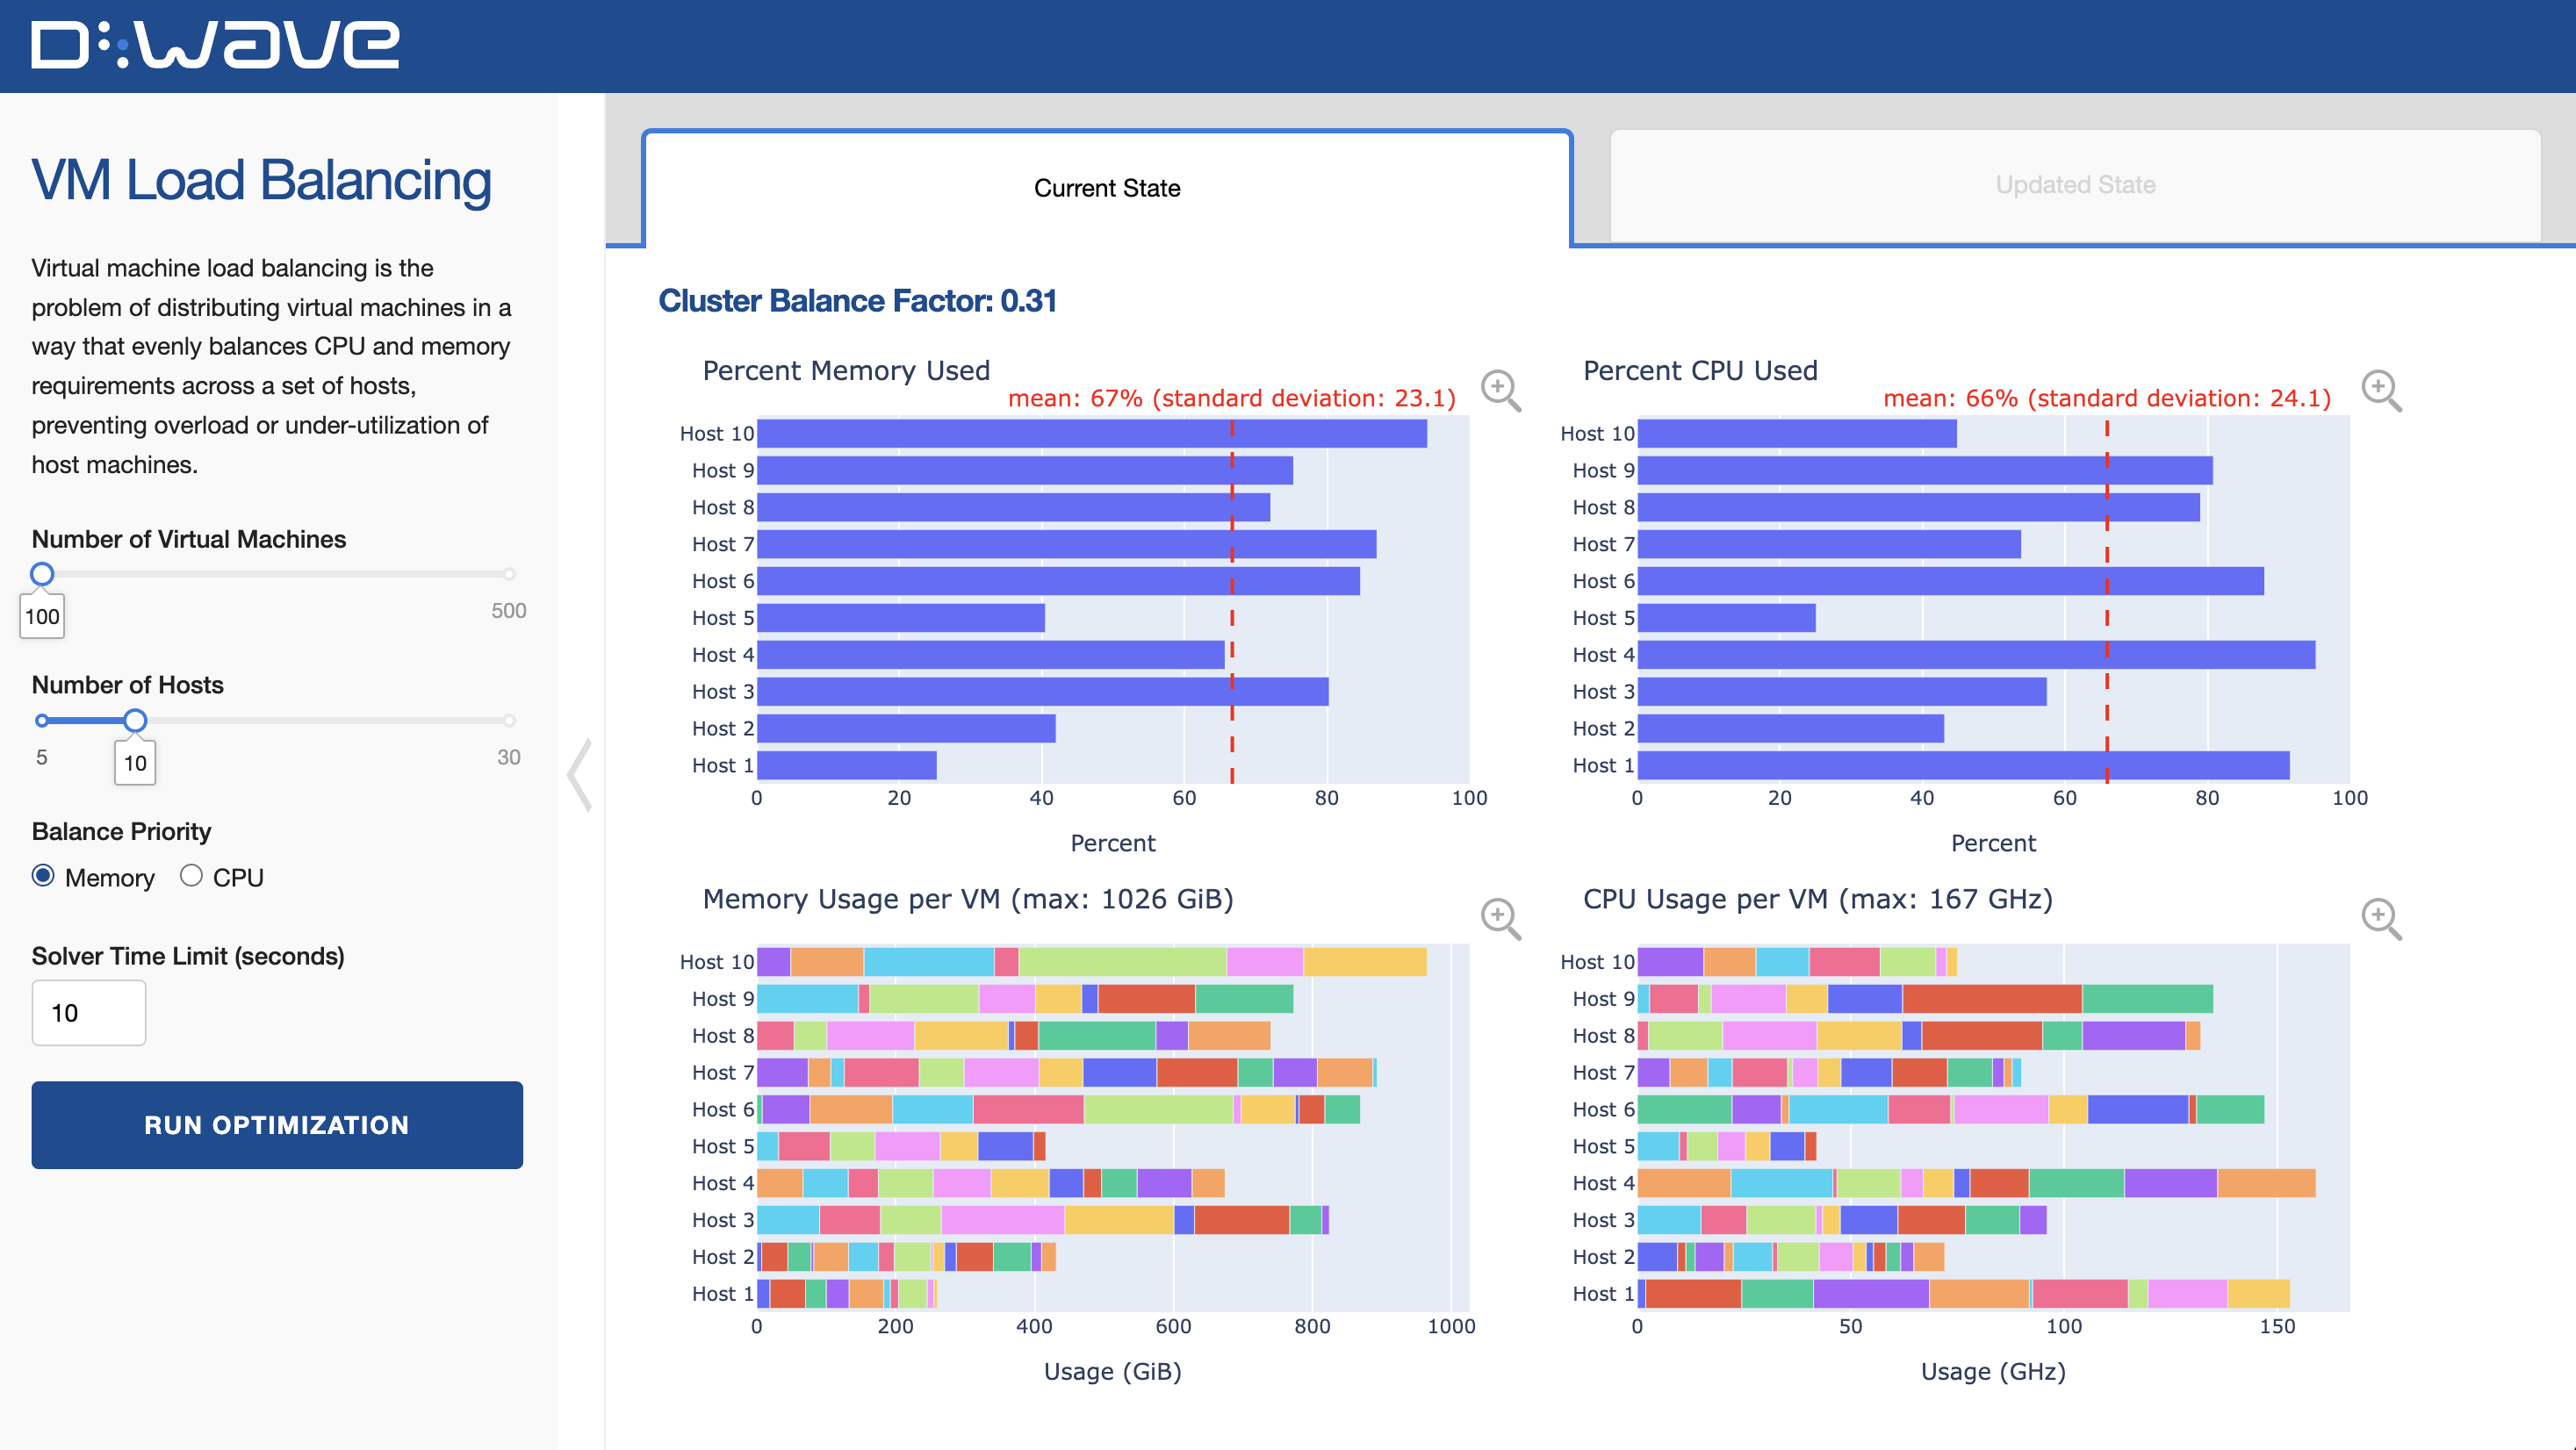 D:Wave
VM Load Balancing
Virtual machine load balancing is the
problem of distributing virtual machines in a
way that evenly balances CPU and memory
requirements across a set of hosts,
preventing overload or under-utilization of
host machines.
Number of Virtual Machines
100
500
Number of Hosts
5
10
30
Balance Priority
Memory
CPU
Solver Time Limit (seconds)
10
RUN OPTIMIZATION
Current State
Updated State
Cluster Balance Factor: 0.31
Percent Memory Used
mean: 67% (standard deviation: 23.1)
Host 10
Host 9
Host 8
Host 7
Host 6
Host 5
Host 4
Host 3
Host 2
Host 1
0 20 40 60 80 100
Percent
Percent CPU Used
mean: 66% (standard deviation: 24.1)
Host 10
Host 9
Host 8
Host 7
Host 6
Host 5
Host 4
Host 3
Host 2
Host 1
0 20 40 60 80 100
Percent
Memory Usage per VM (max: 1026 GiB)
Host 10
Host 9
Host 8
Host 7
Host 6
Host 5
Host 4
Host 3
Host 2
Host 1
0 200 400 600 800 1000
Usage (GiB)
CPU Usage per VM (max: 167 GHz)
Host 10
Host 9
Host 8
Host 7
Host 6
Host 5
Host 4
Host 3
Host 2
Host 1
0 50 100 150
Usage (GHz)